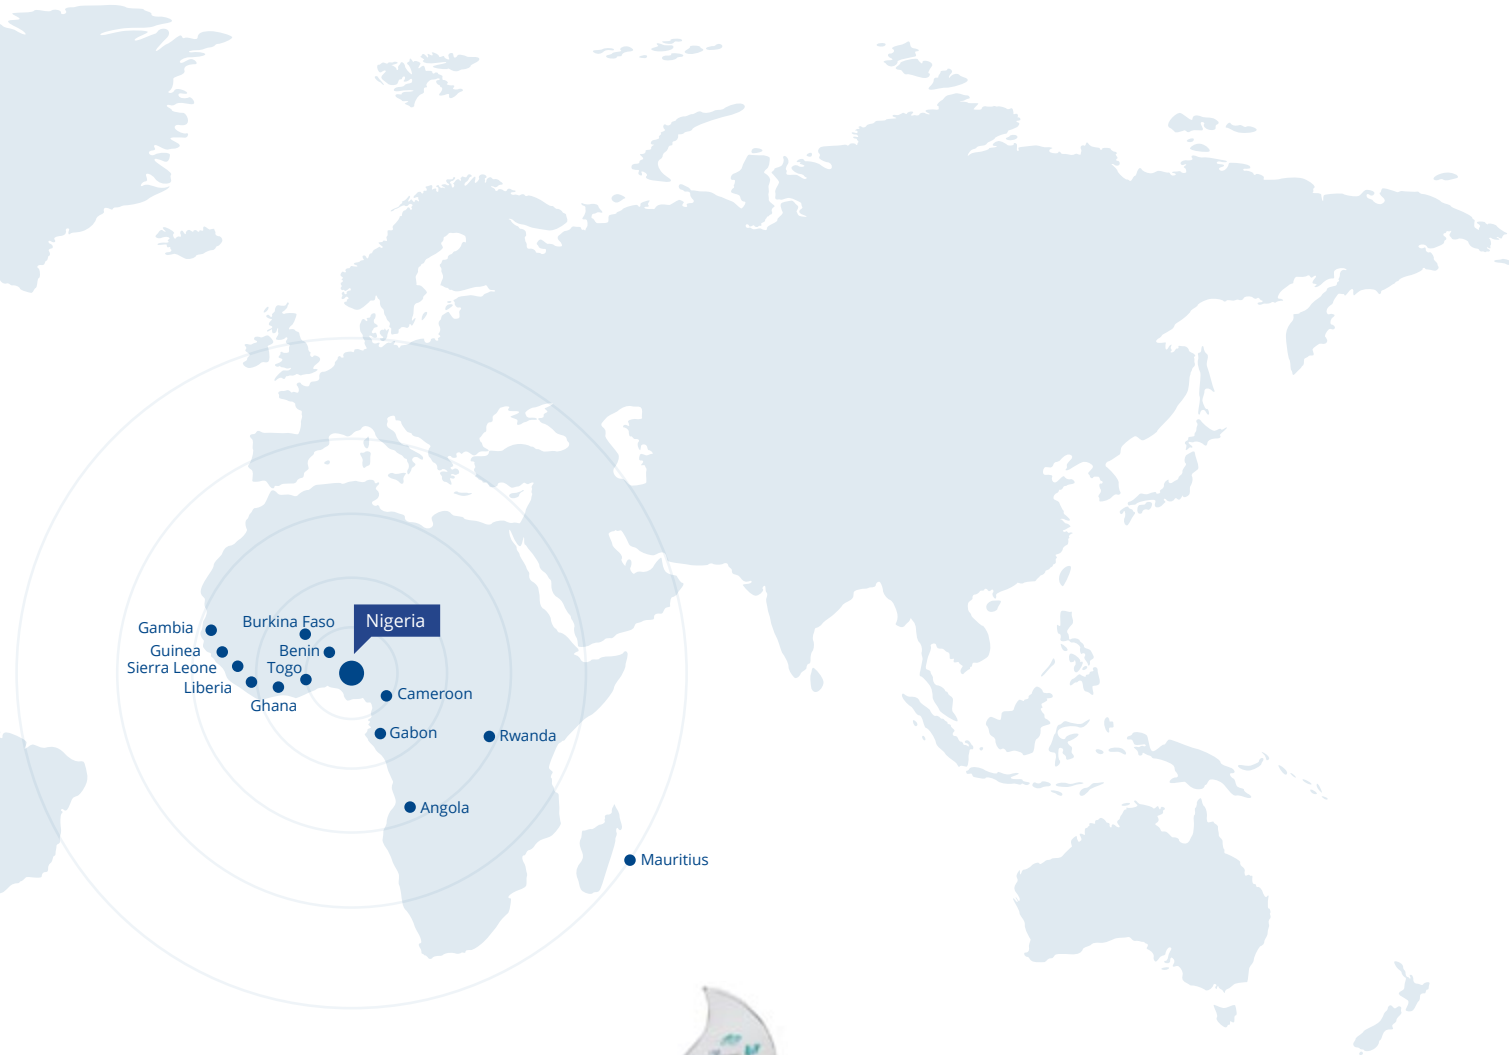 Nigeria
Burkina Faso
Gambia
Guinea
Benin
Sierra Leone
Togo
Liberia
Ghana
Cameroon
Gabon
Rwanda
Angola
Mauritius